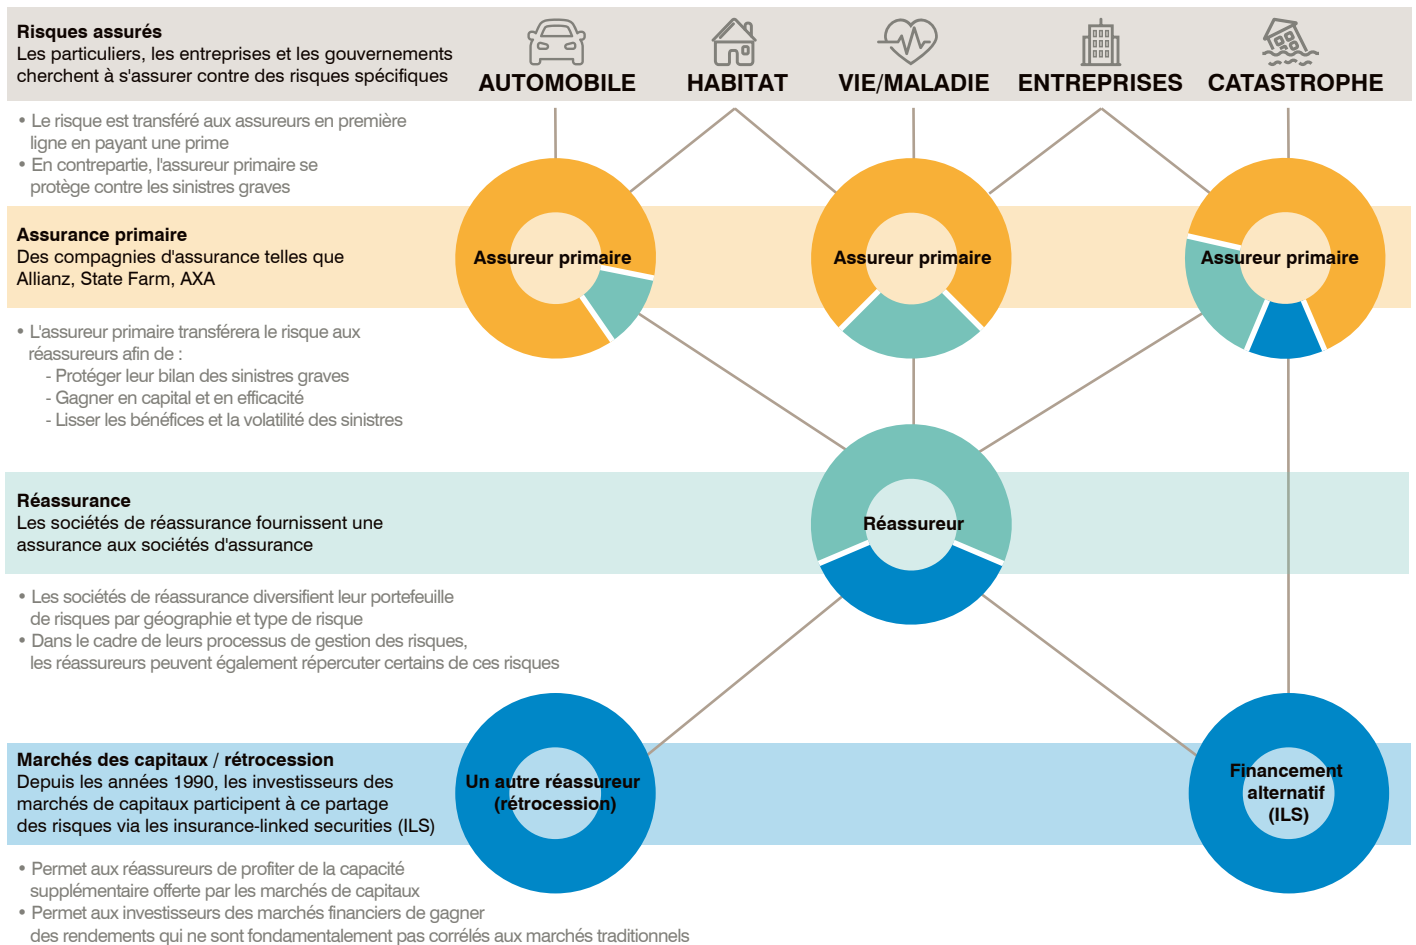 Risques assurés
Les particuliers, les entreprises et les gouvernements
cherchent à s'assurer contre des risques spécifiques
AUTOMOBILE
HABITAT
VIE/MALADIE
ENTREPRISES
CATASTROPHE
• Le risque est transféré aux assureurs en première
ligne en payant une prime
• En contrepartie, l'assureur primaire se
protège contre les sinistres graves
Assurance primaire
Des compagnies d'assurance telles que
Allianz, State Farm, AXA
Assureur primaire
Assureur primaire
Assureur primaire
• L'assureur primaire transférera le risque aux
réassureurs afin de :
- Protéger leur bilan des sinistres graves
- Gagner en capital et en efficacité
- Lisser les bénéfices et la volatilité des sinistres
Réassurance
Les sociétés de réassurance fournissent une
assurance aux sociétés d'assurance
Réassureur
• Les sociétés de réassurance diversifient leur portefeuille
de risques par géographie et type de risque
• Dans le cadre de leurs processus de gestion des risques,
les réassureurs peuvent également répercuter certains de ces risques
Marchés des capitaux / rétrocession
Depuis les années 1990, les investisseurs des
marchés de capitaux participent à ce partage
des risques via les insurance-linked securities (ILS)
Un autre réassureur
(rétrocession)
Financement
alternatif
(ILS)
• Permet aux réassureurs de profiter de la capacité
supplémentaire offerte par les marchés de capitaux
• Permet aux investisseurs des marchés financiers de gagner
des rendements qui ne sont fondamentalement pas corrélés aux marchés traditionnels